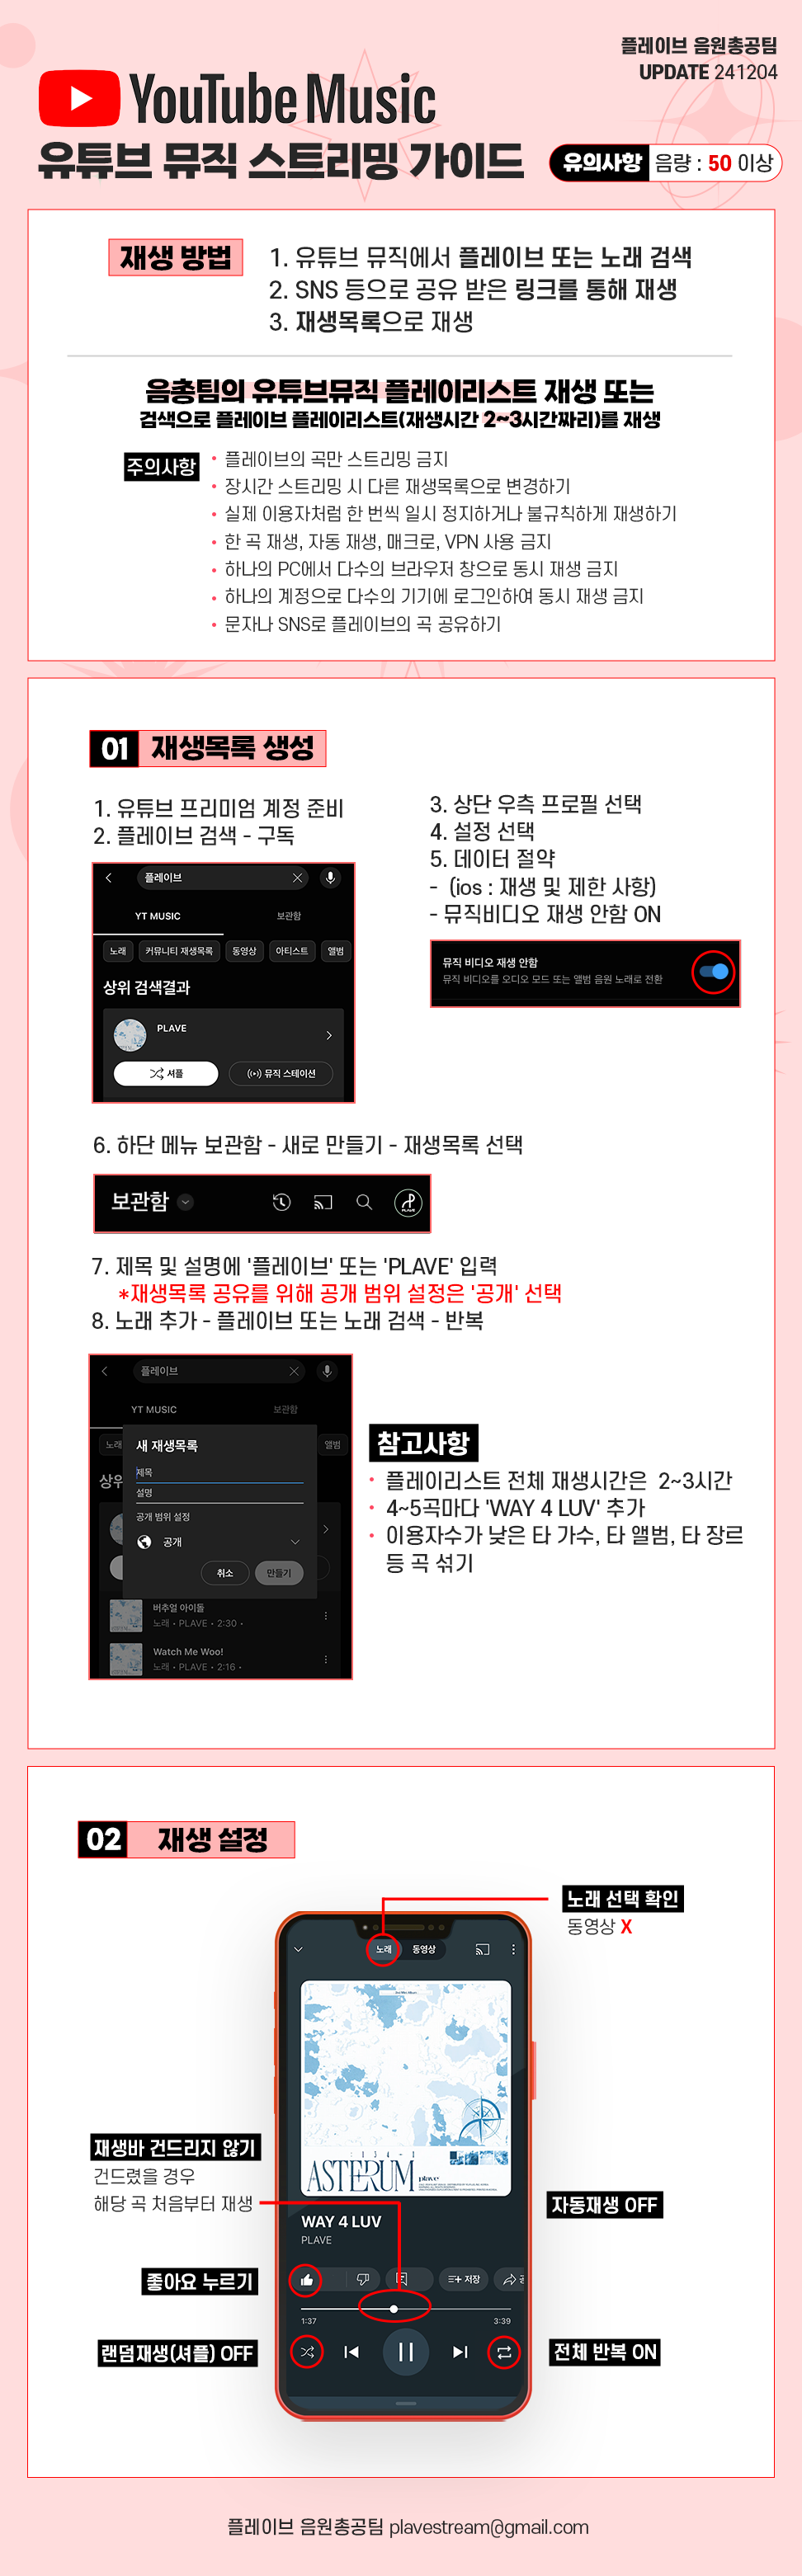 플레이브 음원총공팀
UPDATE 241204
YouTube Music
유튜브 뮤직 스트리밍 가이드
유의사항 음량 : 50 이상
재생 방법
1. 유튜브 뮤직에서 플레이브 또는 노래 검색
2. SNS 등으로 공유 받은 링크를 통해 재생
3. 재생목록으로 재생
음총팀의 유튜브뮤직 플레이리스트 재생 또는
검색으로 플레이브 플레이리스트(재생시간 2~3시간짜리)를 재생
주의사항
• 플레이브의 곡만 스트리밍 금지
• 장시간 스트리밍 시 다른 재생목록으로 변경하기
• 실제 이용자처럼 한 번씩 일시 정지하거나 불규칙하게 재생하기
• 한 곡 재생, 자동 재생, 매크로, VPN 사용 금지
• 하나의 PC에서 다수의 브라우저 창으로 동시 재생 금지
• 하나의 계정으로 다수의 기기에 로그인하여 동시 재생 금지
• 문자나 SNS로 플레이브의 곡 공유하기
01 재생목록 생성
1. 유튜브 프리미엄 계정 준비
2. 플레이브 검색 - 구독
플레이브
YT MUSIC 보관함
노래 커뮤니티 재생목록 동영상 아티스트 앨범
상위 검색결과
PLAVE
셔플 뮤직 스테이션
3. 상단 우측 프로필 선택
4. 설정 선택
5. 데이터 절약
- (ios : 재생 및 제한 사항)
- 뮤직비디오 재생 안함 ON
뮤직 비디오 재생 안함
뮤직 비디오를 오디오 모드 또는 앨범 음원 노래로 전환
6. 하단 메뉴 보관함 - 새로 만들기 - 재생목록 선택
보관함
PLAVE
7. 제목 및 설명에 '플레이브' 또는 'PLAVE' 입력
*재생목록 공유를 위해 공개 범위 설정은 '공개' 선택
8. 노래 추가 - 플레이브 또는 노래 검색 - 반복
플레이브
YT MUSIC 보관함
노래 앨범
상위
새 재생목록
제목
설명
공개 범위 설정
공개
취소 만들기
버추얼 아이돌
노래 • PLAVE • 2:30 •
Watch Me Woo!
노래 • PLAVE • 2:16 •
참고사항
• 플레이리스트 전체 재생시간은 2~3시간
• 4~5곡마다 'WAY 4 LUV' 추가
• 이용자수가 낮은 타 가수, 타 앨범, 타 장르
등 곡 섞기
02 재생 설정
노래 선택 확인
동영상 X
노래 동영상
ASTERUM
plave
재생바 건드리지 않기
건드렸을 경우
해당 곡 처음부터 재생
자동재생 OFF
WAY 4 LUV
PLAVE
좋아요 누르기
저장
1:37 3:39
랜덤재생(셔플) OFF
전체 반복 ON
플레이브 음원총공팀 plavestream@gmail.com